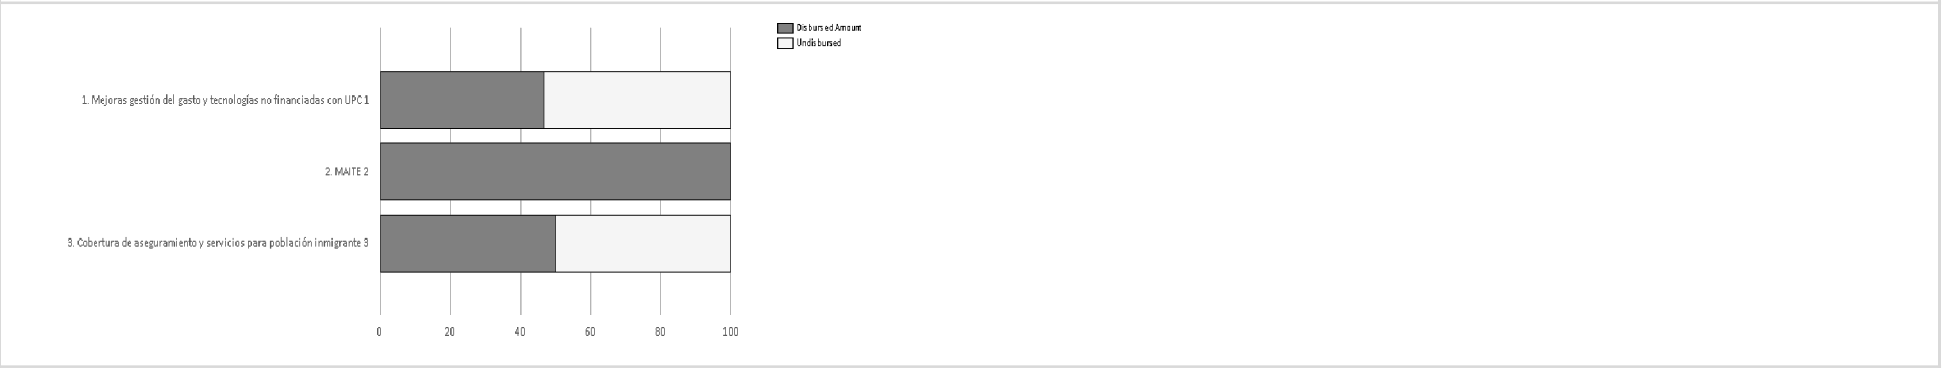 Disbursed Amount
Undisbursed
1. Mejoras gestión del gasto y tecnologías no financiadas con UPC 1
2. MAITE 2
3. Cobertura de aseguramiento y servicios para población inmigrante 3
0 20 40 60 80 100